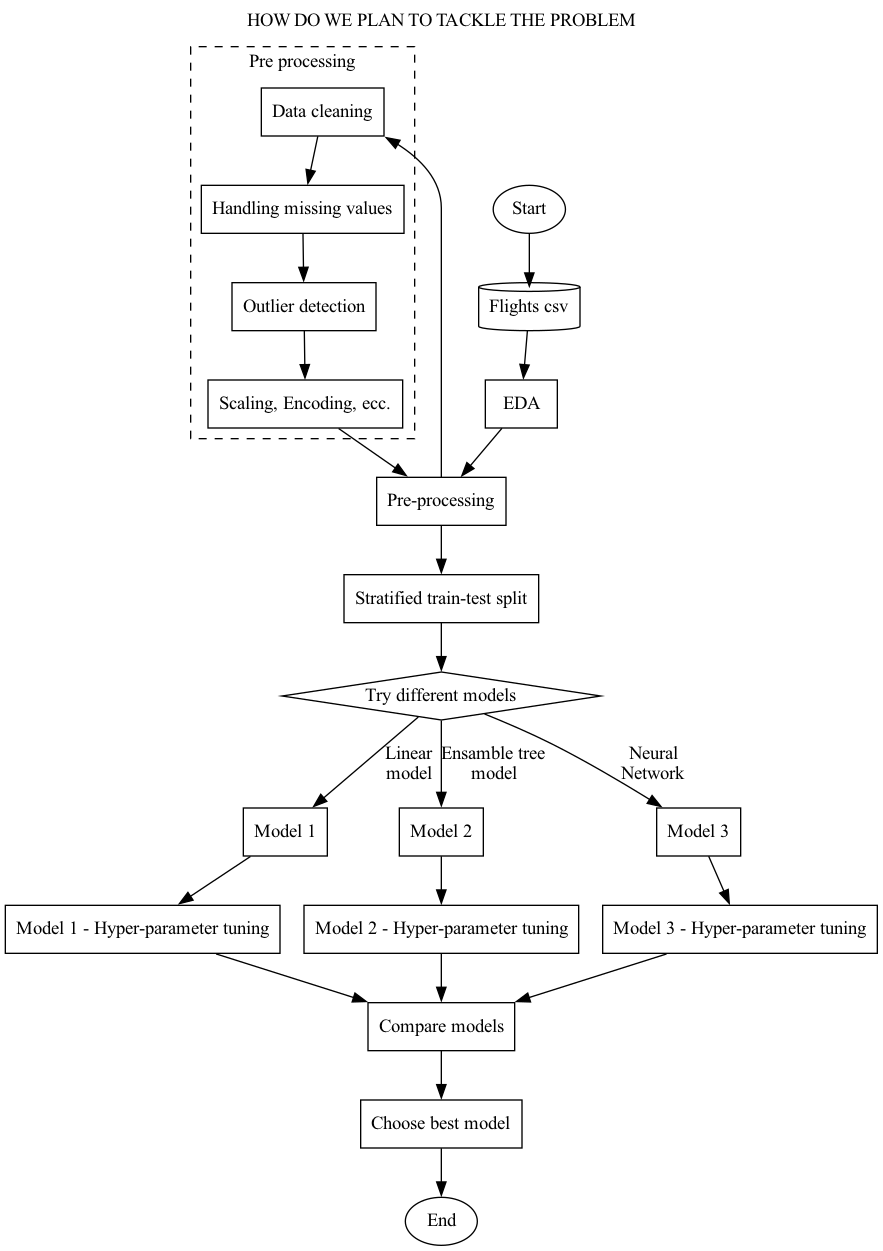 HOW DO WE PLAN TO TACKLE THE PROBLEM
Pre processing
Data cleaning
Handling missing values
Start
Outlier detection
Flights csv
Scaling, Encoding, ecc.
EDA
Pre-processing
Stratified train-test split
Try different models
Linear
model
Ensamble tree
model
Neural
Network
Model 1
Model 2
Model 3
Model 1 - Hyper-parameter tuning
Model 2 - Hyper-parameter tuning
Model 3 - Hyper-parameter tuning
Compare models
Choose best model
End